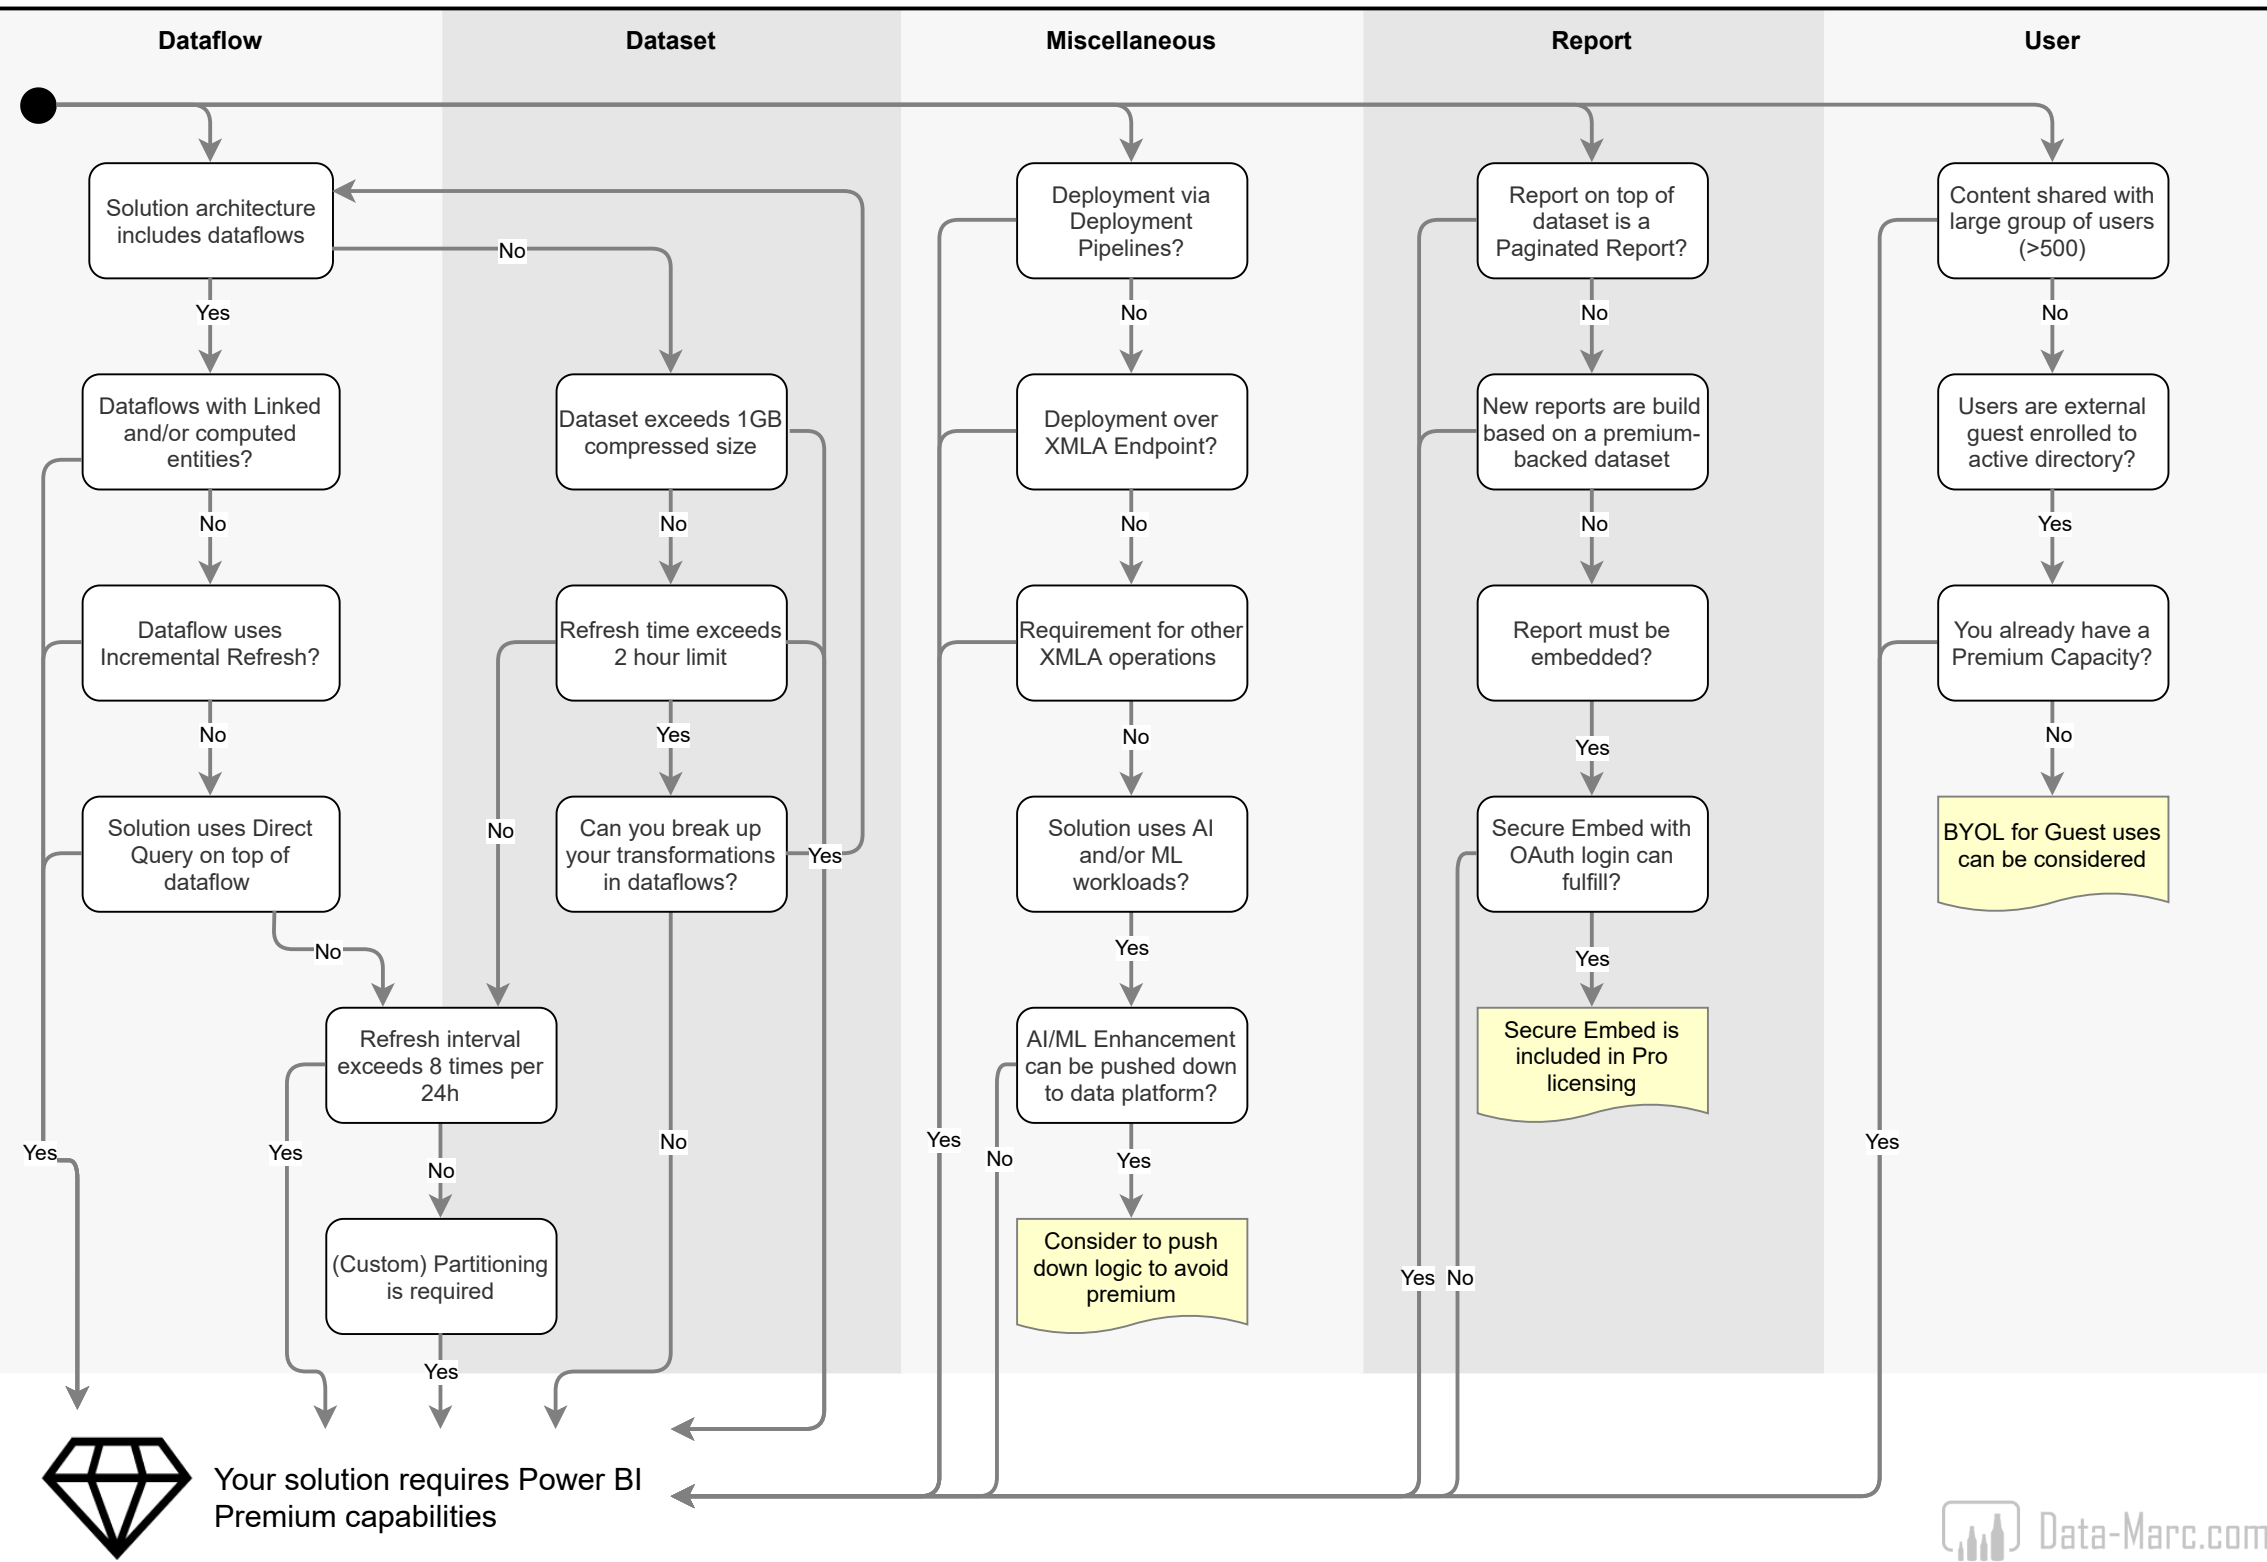 Dataflow
Dataset
Miscellaneous
Report
User
Solution architecture
includes dataflows
No
Yes
Dataflows with Linked
and/or computed
entities?
No
Dataflow uses
Incremental Refresh?
No
Solution uses Direct
Query on top of
dataflow
No
Yes
Dataset exceeds 1GB
compressed size
No
Refresh time exceeds
2 hour limit
Yes
No
Can you break up
your transformations
in dataflows?
Yes
No
Refresh interval
exceeds 8 times per
24h
Yes
No
(Custom) Partitioning
is required
Yes
Deployment via
Deployment
Pipelines?
No
Deployment over
XMLA Endpoint?
No
Requirement for other
XMLA operations
No
Solution uses AI
and/or ML
workloads?
Yes
AI/ML Enhancement
can be pushed down
to data platform?
Yes
No
Yes
Consider to push
down logic to avoid
premium
Report on top of
dataset is a
Paginated Report?
No
New reports are build
based on a premium-
backed dataset
No
Report must be
embedded?
Yes
Secure Embed with
OAuth login can
fulfill?
Yes
Secure Embed is
included in Pro
licensing
Yes
No
Content shared with
large group of users
(>500)
No
Users are external
guest enrolled to
active directory?
Yes
You already have a
Premium Capacity?
No
BYOL for Guest uses
can be considered
Yes
Your solution requires Power BI
Premium capabilities
Data-Marc.com